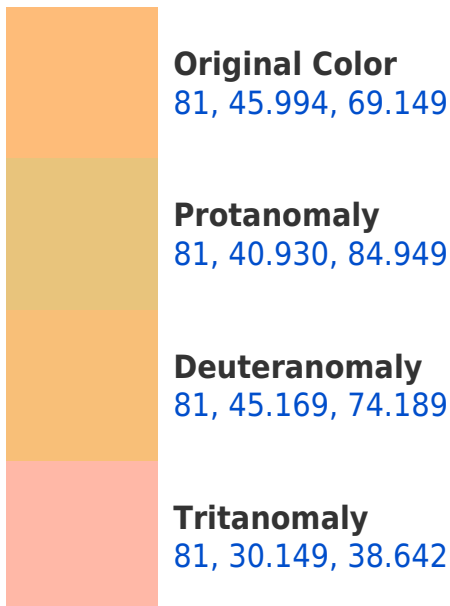 Original Color
81, 45.994, 69.149
Protanomaly
81, 40.930, 84.949
Deuteranomaly
81, 45.169, 74.189
Tritanomaly
81, 30.149, 38.642